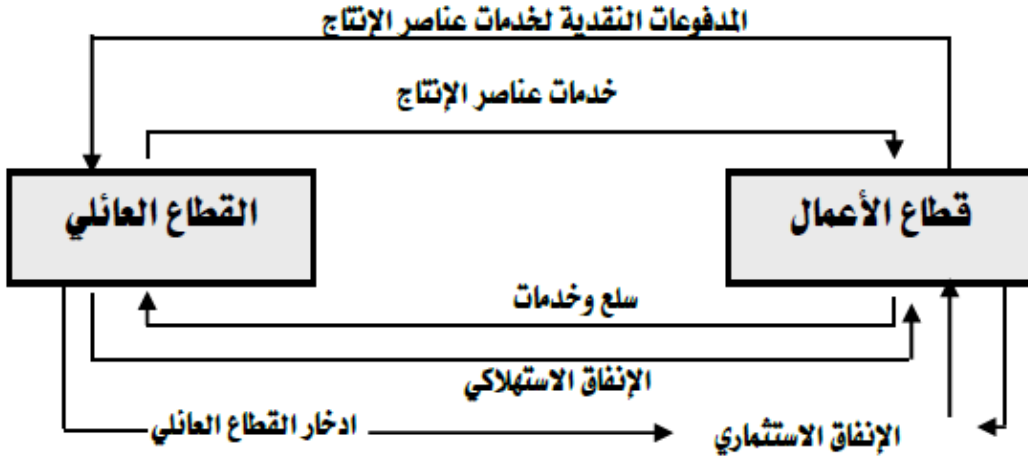 المدفوعات النقدية لخدمات عناصر الإنتاج
خدمات عناصر الإنتاج
قطاع الأعمال
القطاع العائلي
سلع وخدمات
الإنفاق الاستهلاكي
الإنفاق الاستثماري
ادخار القطاع العائلي